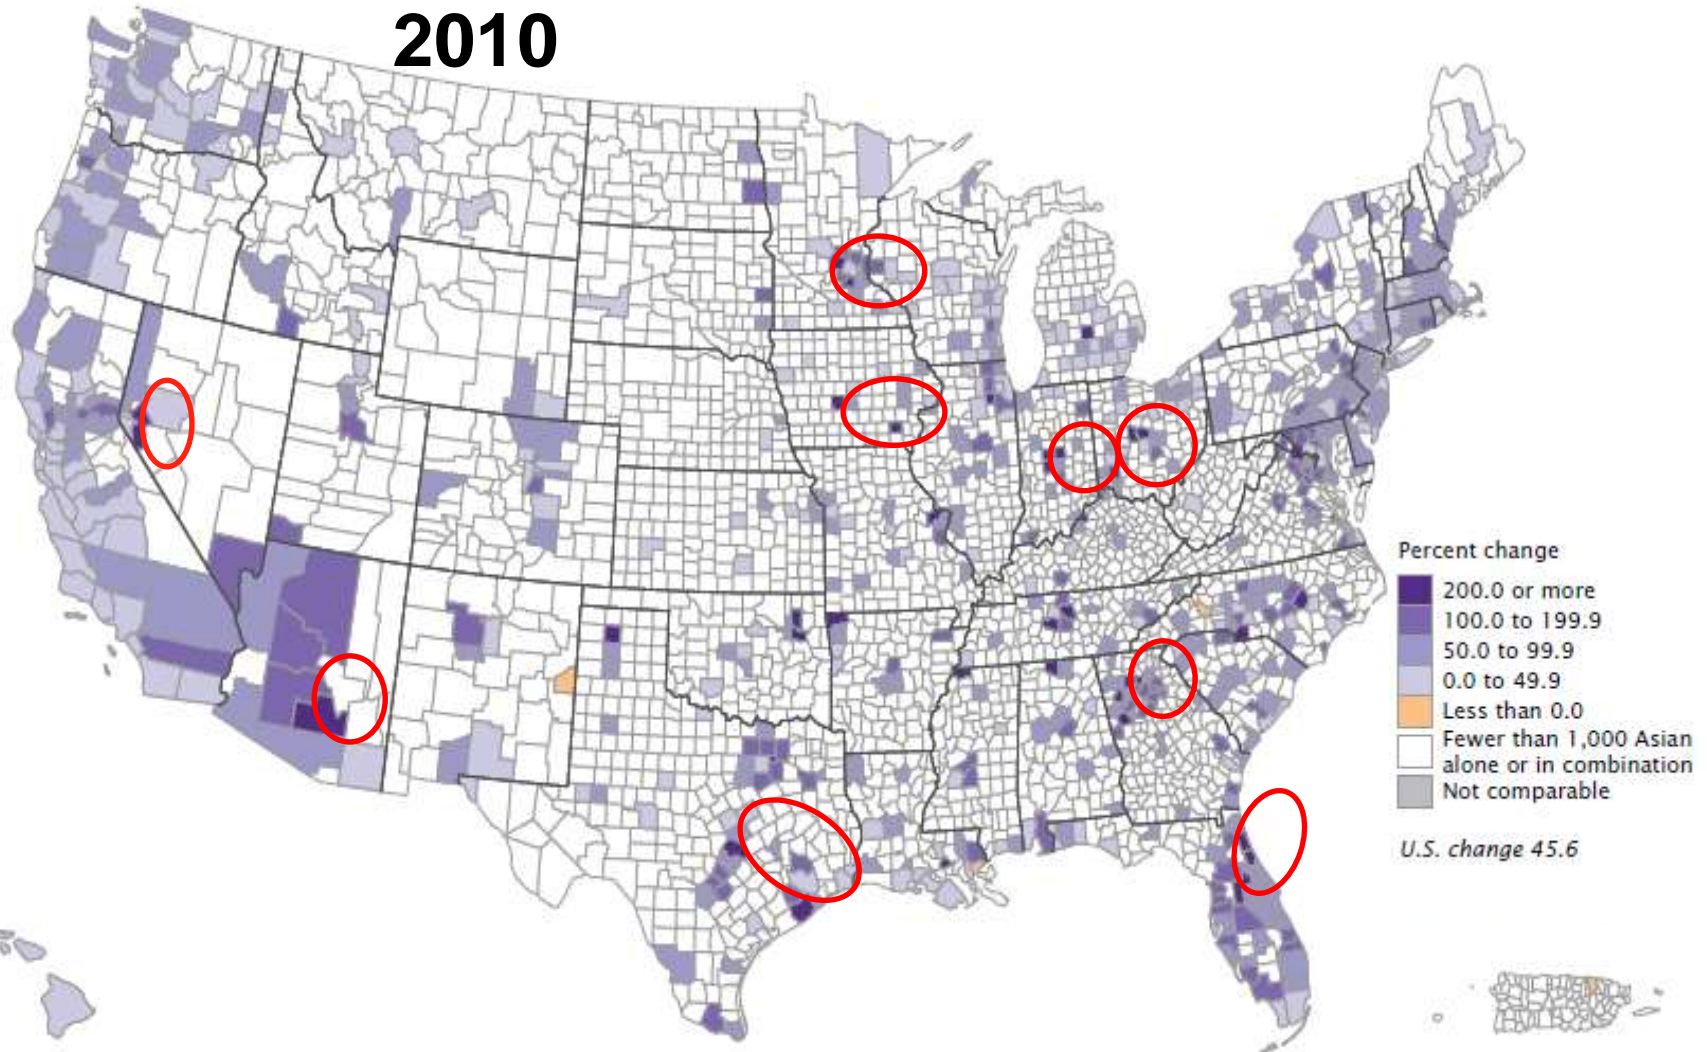 2010
Percent change
200.0 or more
100.0 to 199.9
50.0 to 99.9
0.0 to 49.9
Less than 0.0
Fewer than 1,000 Asian
alone or in combination
Not comparable
U.S. change 45.6